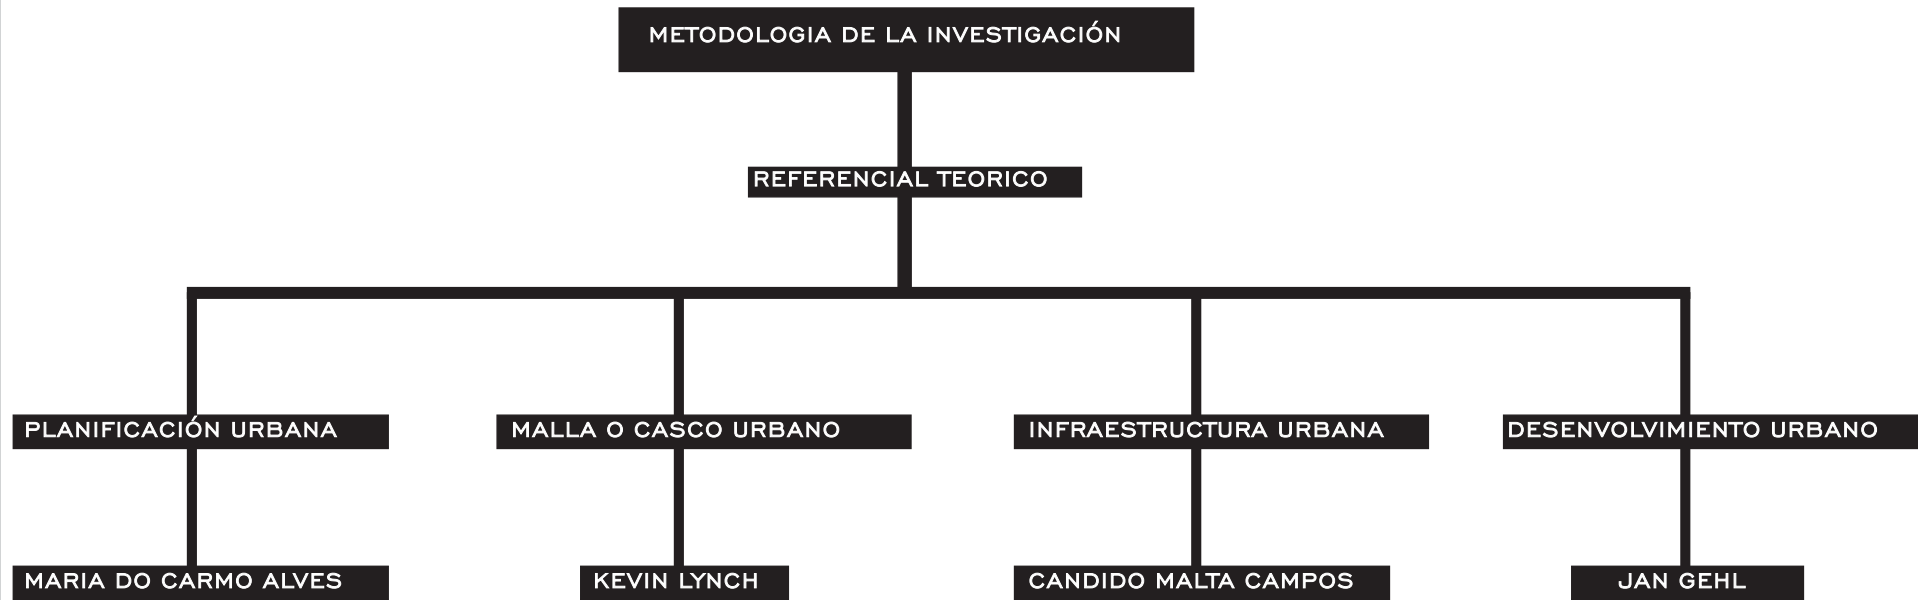 METODOLOGIA DE LA INVESTIGACIÓN
REFERENCIAL TEORICO
PLANIFICACIÓN URBANA
MALLA O CASCO URBANO
INFRAESTRUCTURA URBANA
DESENVOLVIMIENTO URBANO
MARIA DO CARMO ALVES
KEVIN LYNCH
CANDIDO MALTA CAMPOS
JAN GEHL